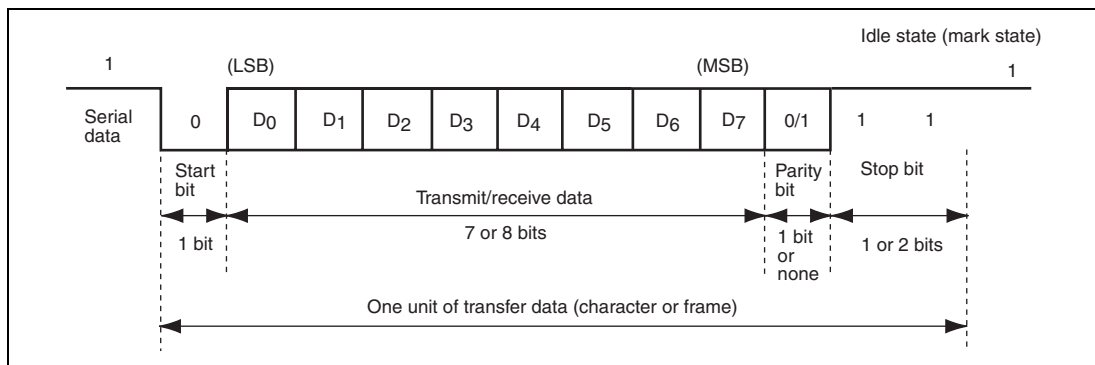 Idle state (mark state)
1 (LSB) (MSB) 1
Serial data
0 D0 D1 D2 D3 D4 D5 D6 D7 0/1 1 1
Start bit
Parity bit
Stop bit
Transmit/receive data
1 bit
7 or 8 bits
1 bit or none
1 or 2 bits
One unit of transfer data (character or frame)